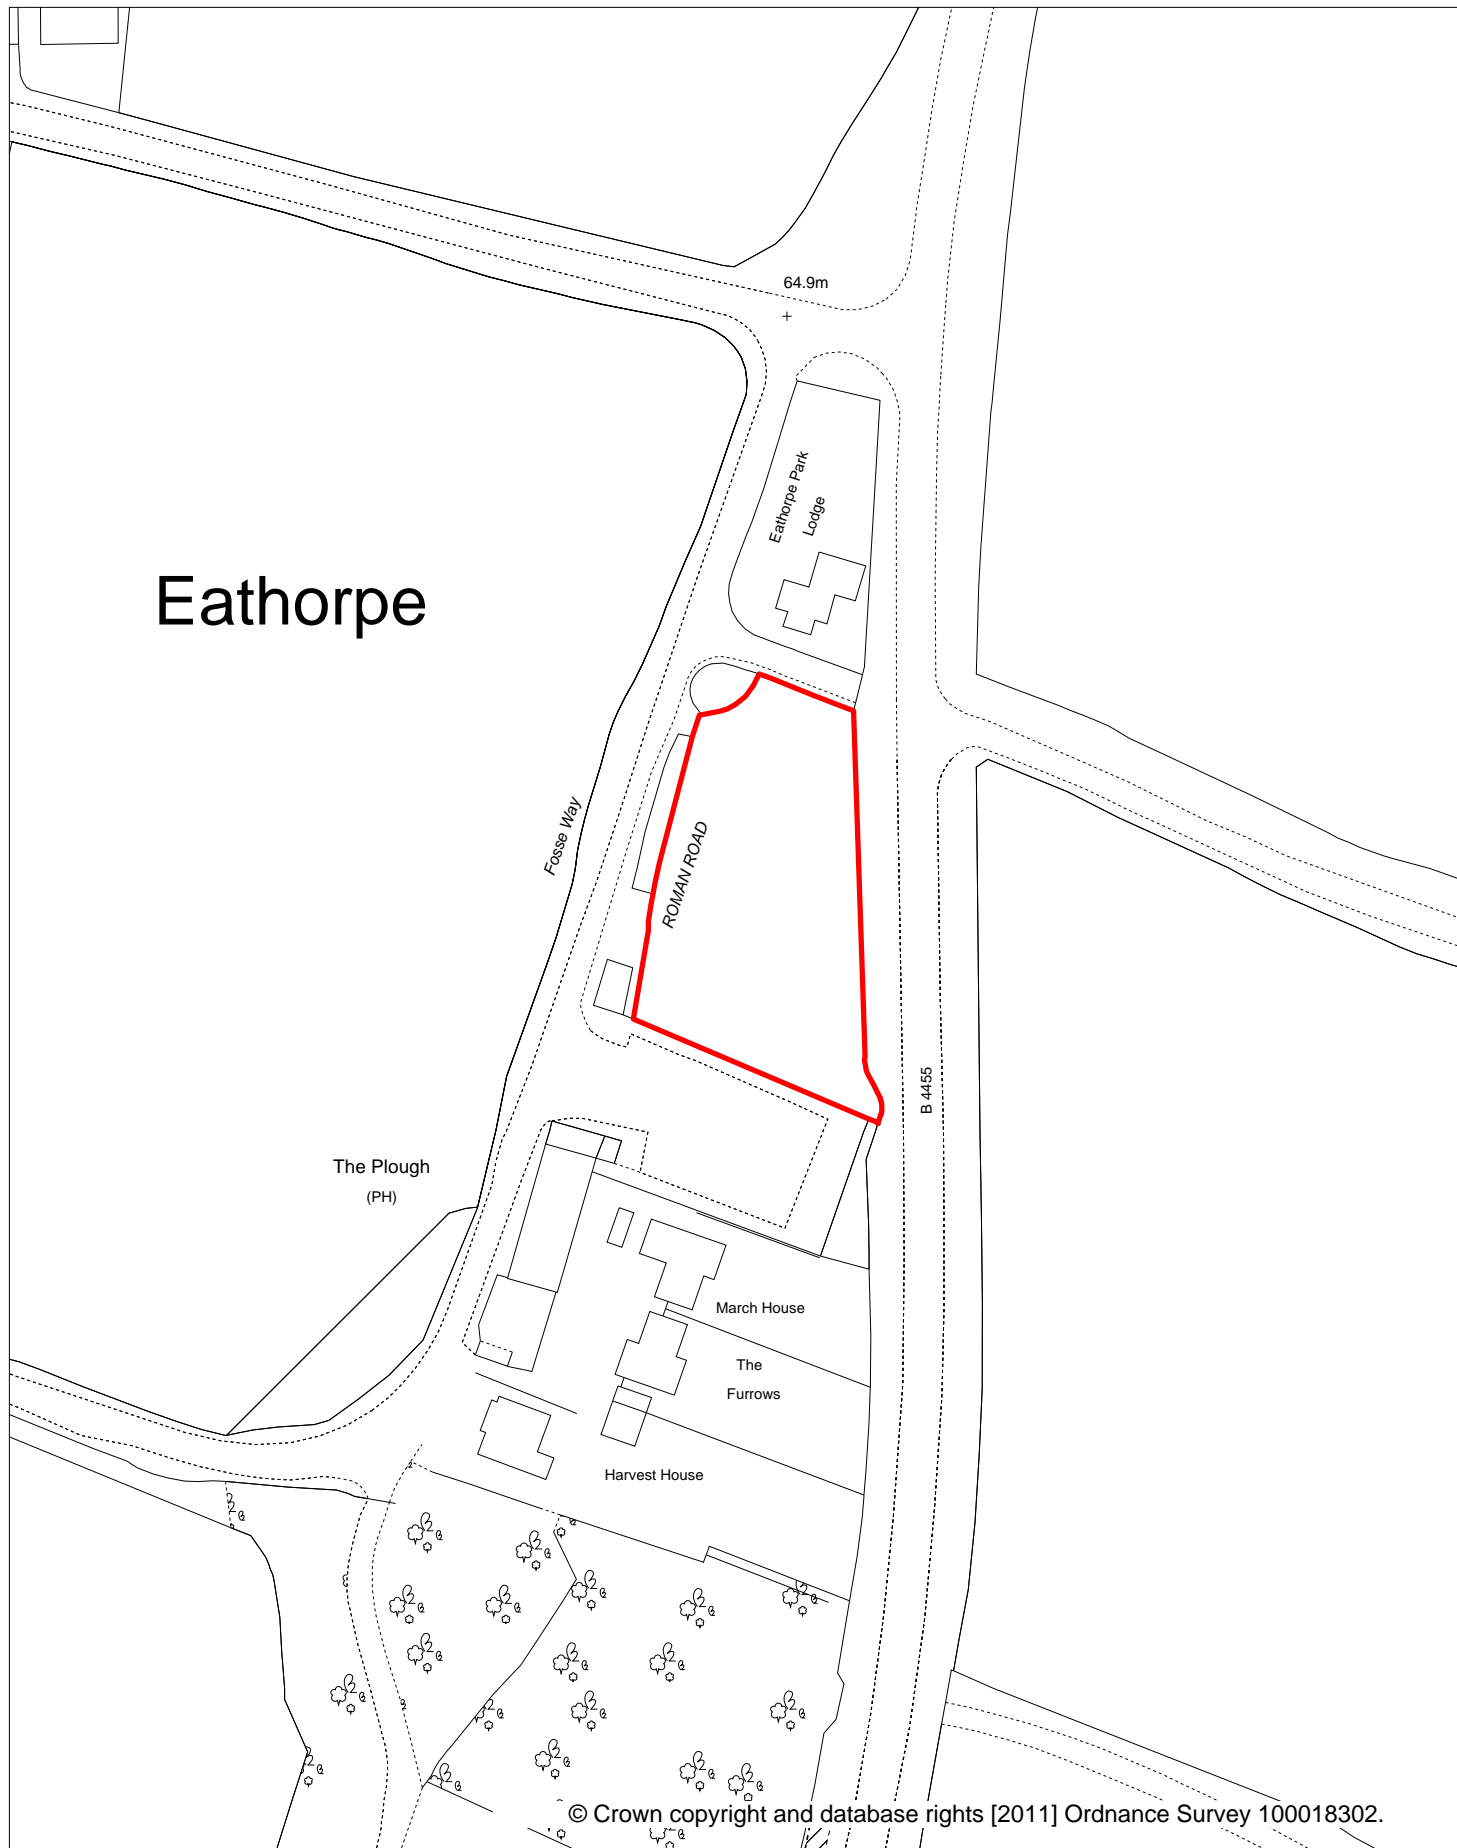 64.9m
Eathorpe Park
Lodge
Eathorpe
Fosse Way
ROMAN ROAD
B 4455
The Plough
(PH)
March House
The
Furrows
Harvest House
© Crown copyright and database rights [2011] Ordnance Survey 100018302.